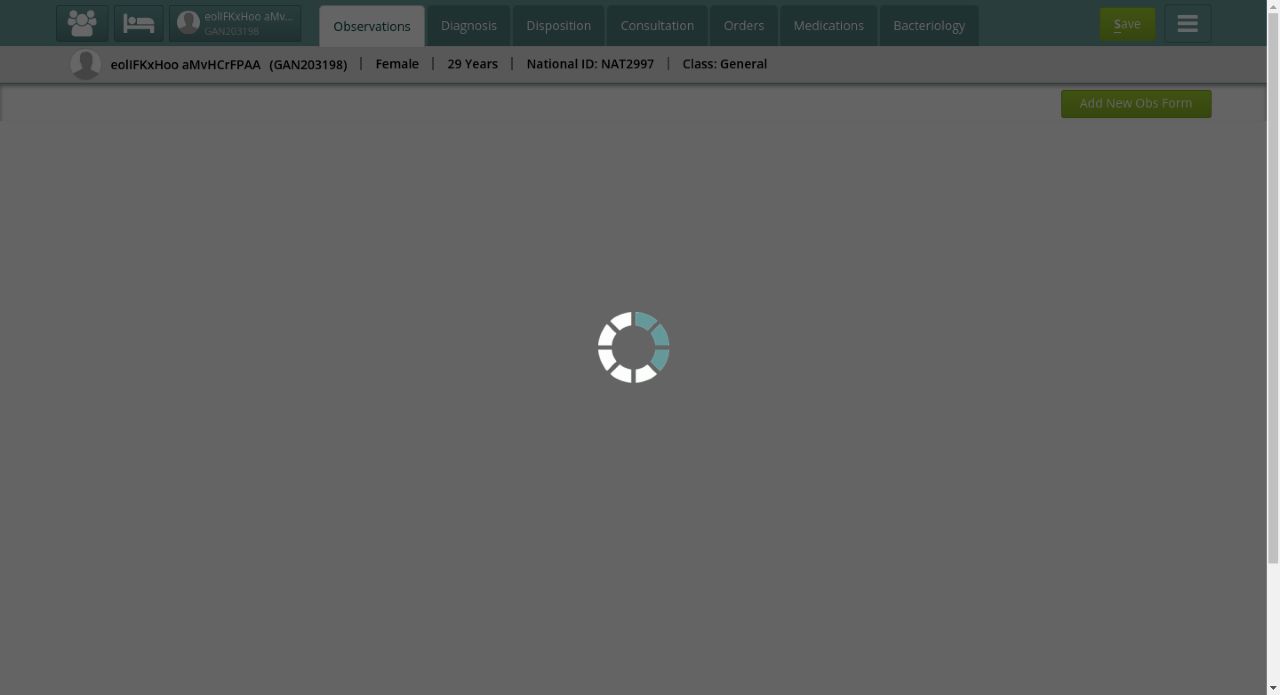 eolIFKxHoo aMv...
GAN203198
Observations
Diagnosis
Disposition
Consultation
Orders
Medications
Bacteriology
Save
eolIFKxHoo aMvHCrFPAA (GAN203198) | Female | 29 Years | National ID: NAT2997 | Class: General
Add New Obs Form